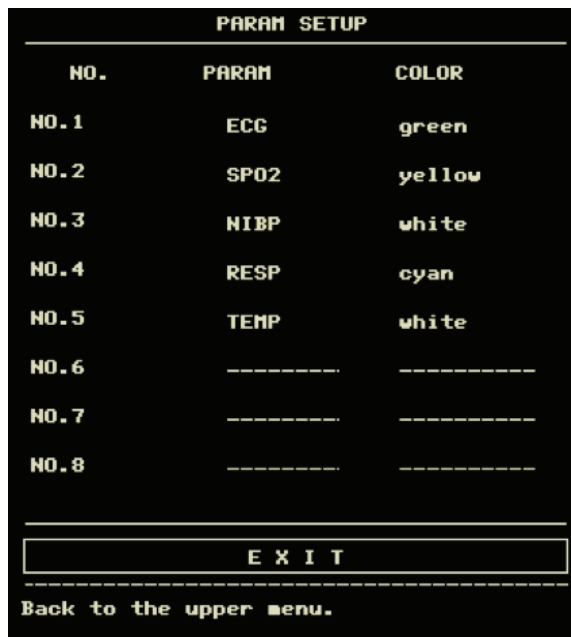 PARAM SETUP
NO. PARAM COLOR
NO.1 ECG green
NO.2 SPO2 yellow
NO.3 NIBP white
NO.4 RESP cyan
NO.5 TEMP white
NO.6 -------- ----------
NO.7 -------- ----------
NO.8 -------- ----------
E X I T
Back to the upper menu.